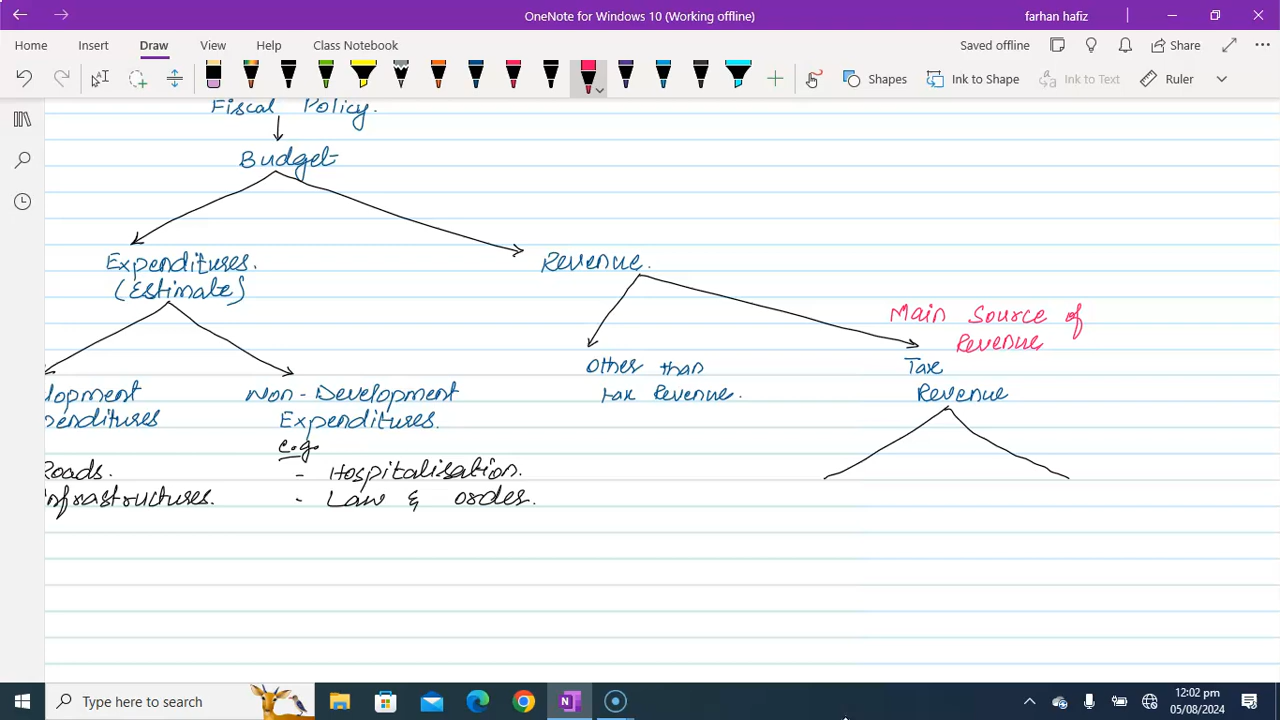 OneNote for Windows 10 (Working offline)
farhan hafiz
Home
Insert
Draw
View
Help
Class Notebook
Saved offline
Share
Shapes
Ink to Shape
Ink to Text
Ruler
Fiscal Policy.
Budget
Expenditures.
(Estimate)
Revenue.
Main Source of
Revenue
Other than
tax Revenue.
Tax
Revenue
lopment
penditures
Non-Development
Expenditures.
e.g.
Roads.
Infrastructures.
- Hospitalisation.
- Law & orders.
Type here to search
12:02 pm
05/08/2024